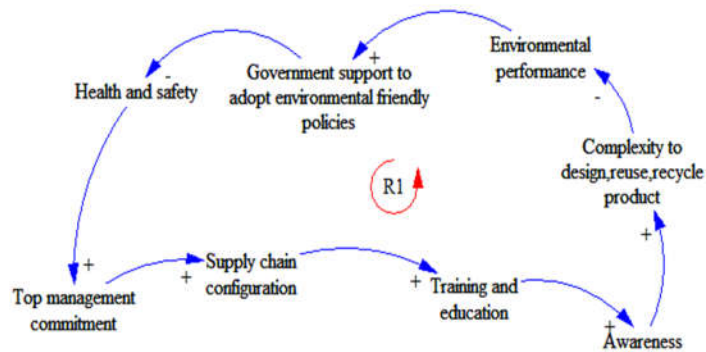 Environmental
performance
+
Government support to
adopt environmental friendly
policies
-
Health and safety
-
Complexity to
design,reuse,recycle
product
R1
+
+
Supply chain
configuration
+
Top management
commitment
+
Training and
education
+
Awareness